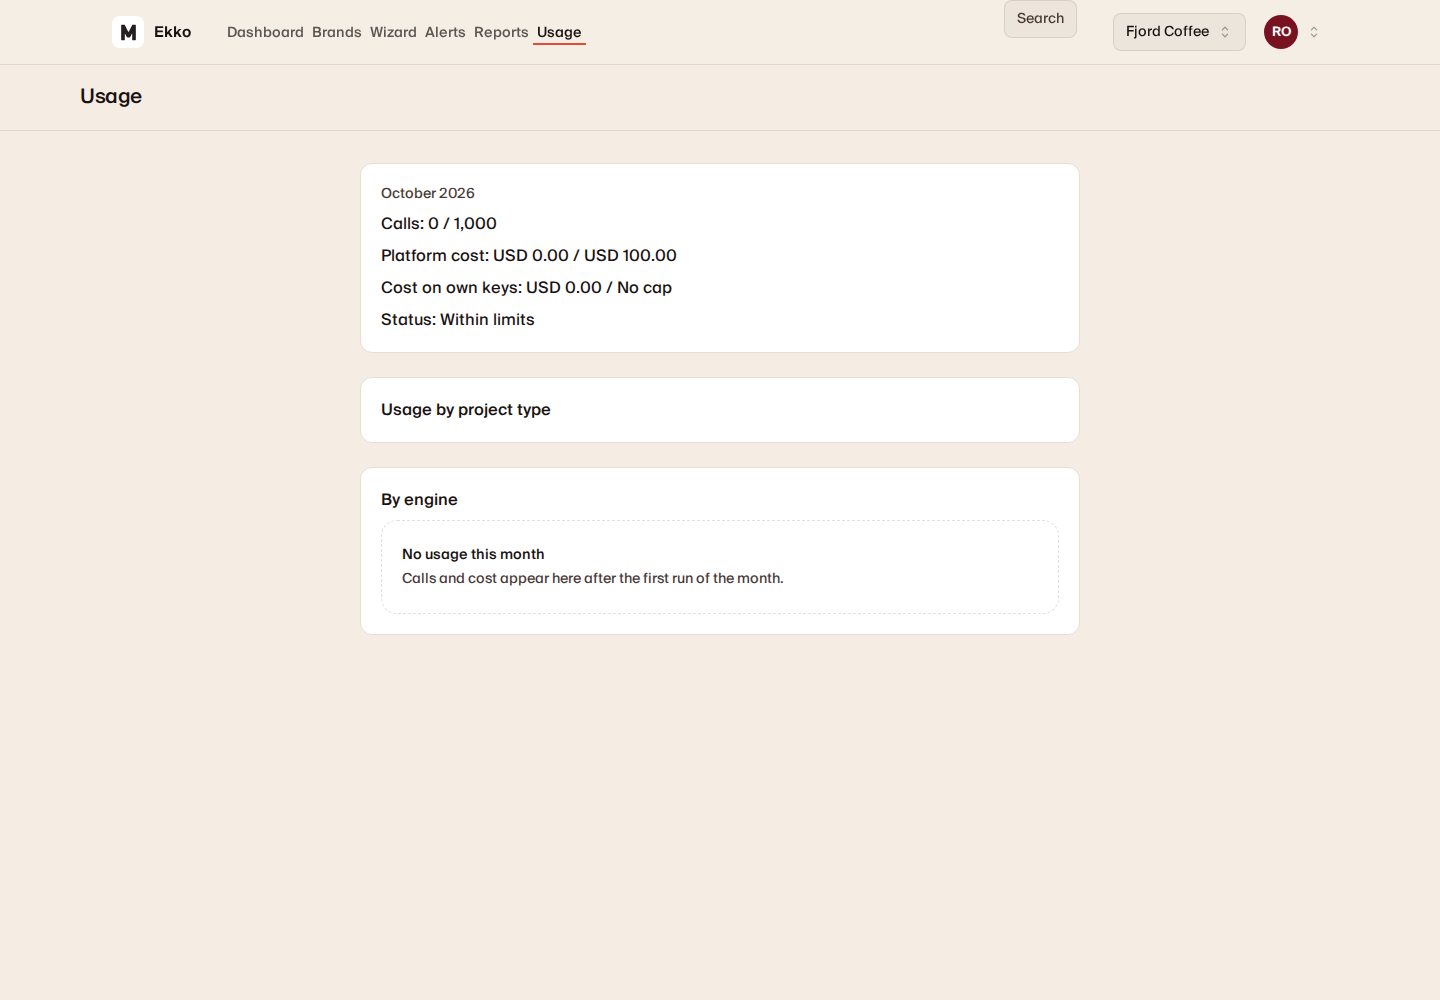 M Ekko Dashboard Brands Wizard Alerts Reports Usage Search Fjord Coffee RO
Usage
October 2026
Calls: 0 / 1,000
Platform cost: USD 0.00 / USD 100.00
Cost on own keys: USD 0.00 / No cap
Status: Within limits
Usage by project type
By engine
No usage this month
Calls and cost appear here after the first run of the month.